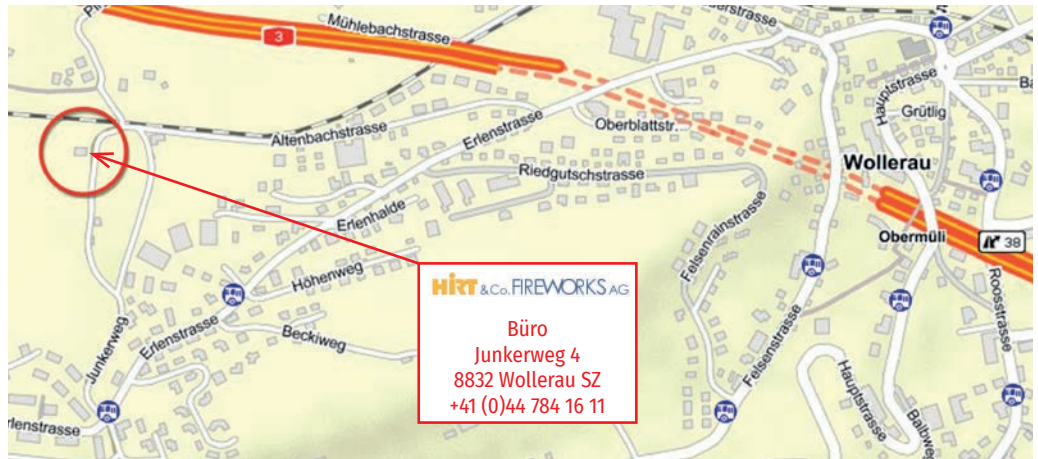 Mühlebachstrasse
3
Altenbachstrasse
Erlenstrasse
Oberblattstr.
Hauptstrasse
Grütlig
Wollerau
Riedgutschstrasse
Felsenrainstrasse
Erlenhalde
Obermüli
38
Höhenweg
Roosstrasse
Junkerweg
Erlenstrasse
Beckiweg
Felsenstrasse
Hauptstrasse
HIRT &Co. FIREWORKS AG
Büro
Junkerweg 4
8832 Wollerau SZ
+41 (0)44 784 16 11